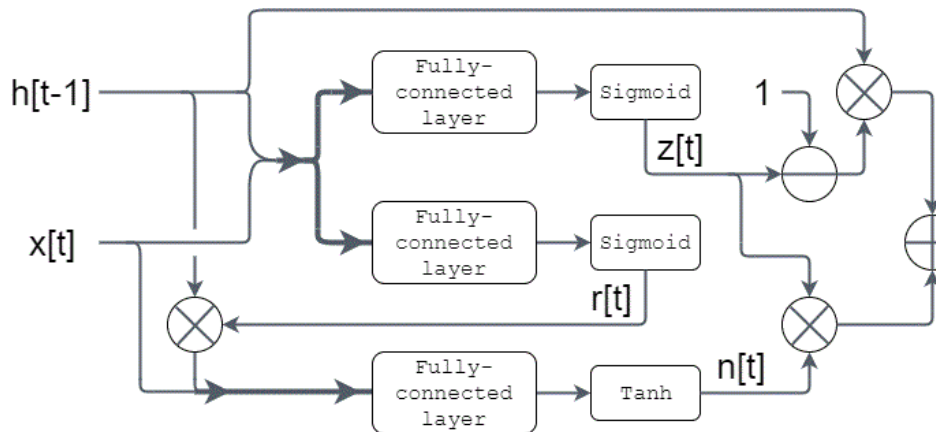 h[t-1]
Fully-
connected
layer
Sigmoid
1
z[t]
x[t]
Fully-
connected
layer
Sigmoid
r[t]
Fully-
connected
layer
Tanh
n[t]